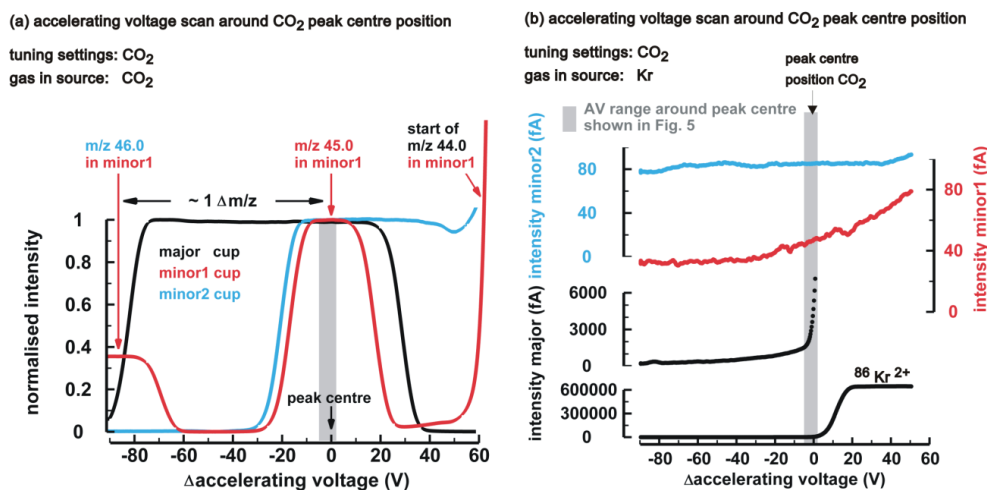 (a) accelerating voltage scan around CO2 peak centre position
tuning settings: CO2
gas in source: CO2
m/z 46.0
in minor1
m/z 45.0
in minor1
start of
m/z 44.0
in minor1
~ 1 Δm/z
major cup
minor1 cup
minor2 cup
peak centre
normalised intensity
1
0.8
0.6
0.4
0.2
0
-80 -60 -40 -20 0 20 40 60
Δaccelerating voltage (V)
(b) accelerating voltage scan around CO2 peak centre position
tuning settings: CO2
gas in source: Kr
peak centre
position CO2
AV range around peak centre
shown in Fig. 5
intensity minor2 (fA)
80
40
0
intensity minor1 (fA)
80
40
0
intensity major (fA)
6000
3000
0
600000
300000
0
86Kr2+
-80 -60 -40 -20 0 20 40 60
Δaccelerating voltage (V)